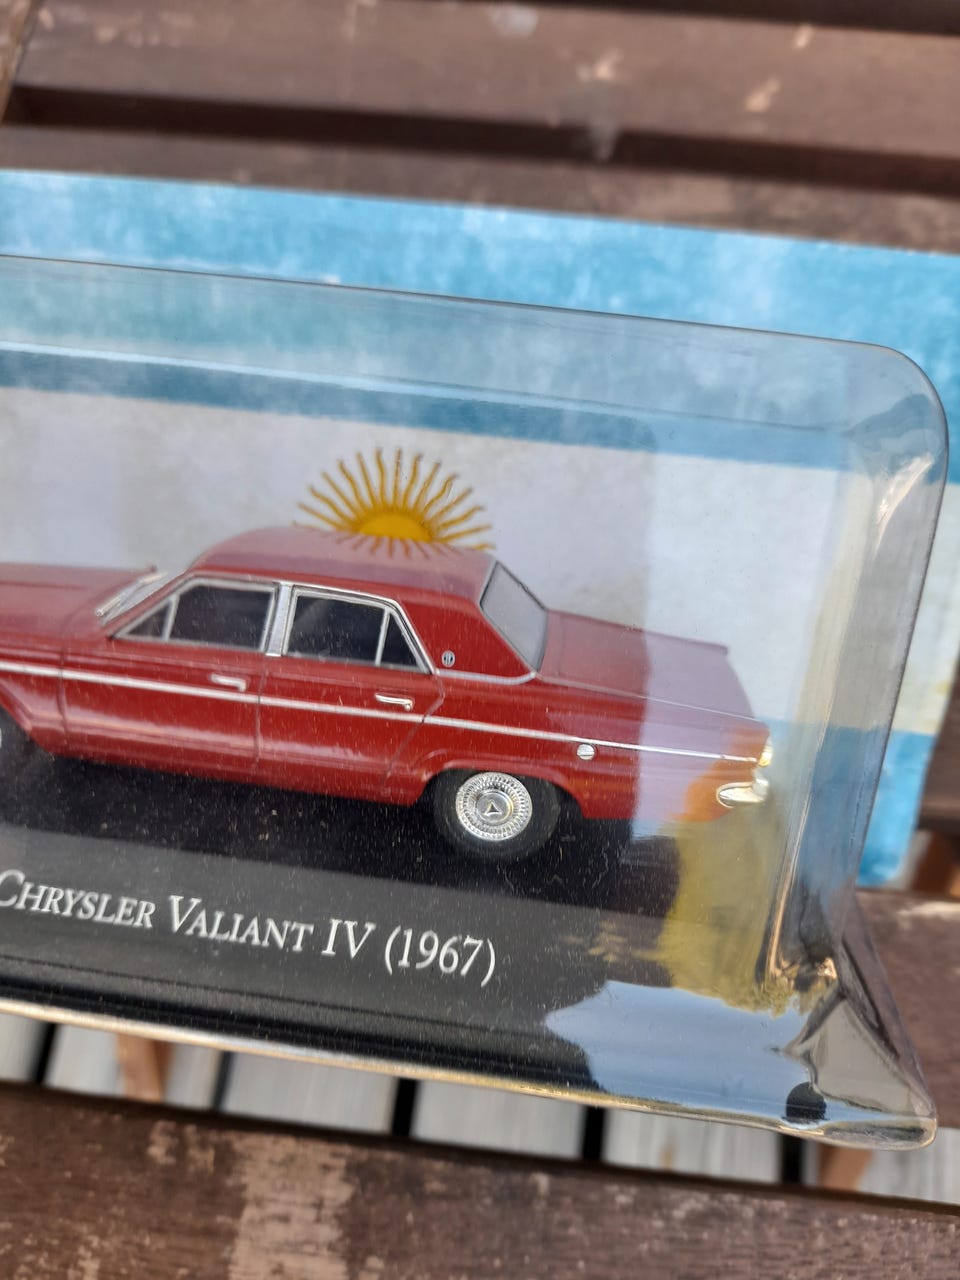 CHRYSLER VALIANT IV (1967)